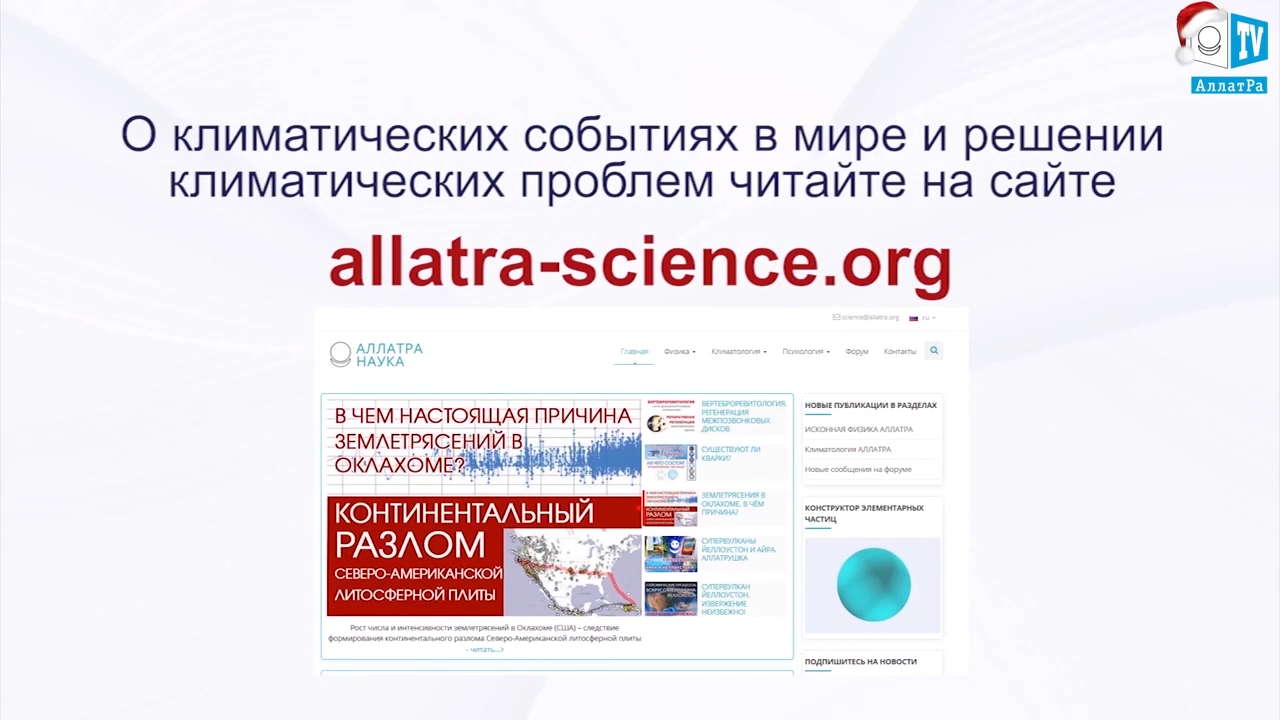 TV
АллатРа
О климатических событиях в мире и решении
климатических проблем читайте на сайте
allatra-science.org
science@allatra.org
ru
АЛЛАТРА
НАУКА
Главная
Физика
Климатология
Психология
Форум
Контакты
В ЧЕМ НАСТОЯЩАЯ ПРИЧИНА
ЗЕМЛЕТРЯСЕНИЙ В
ОКЛАХОМЕ?
КОНТИНЕНТАЛЬНЫЙ
РАЗЛОМ
СЕВЕРО-АМЕРИКАНСКОЙ
ЛИТОСФЕРНОЙ ПЛИТЫ
Рост числа и интенсивности землетрясений в Оклахоме (США) – следствие
формирования континентального разлома Северо-Американской литосферной плиты
- читать...>
ВЕРТЕБРОРЕВИТОЛОГИЯ.
РЕГЕНЕРАЦИЯ
МЕЖПОЗВОНКОВЫХ
ДИСКОВ
СУЩЕСТВУЮТ ЛИ
КВАРКИ?
ЗЕМЛЕТРЯСЕНИЯ В
ОКЛАХОМЕ. В ЧЁМ
ПРИЧИНА?
СУПЕРВУЛКАНЫ
ЙЕЛЛОУСТОН И АЙРА.
АЛЛАТРУШКА
СУПЕРВУЛКАН
ЙЕЛЛОУСТОН.
ИЗВЕРЖЕНИЕ
НЕИЗБЕЖНО!
НОВЫЕ ПУБЛИКАЦИИ В РАЗДЕЛАХ
ИСКОННАЯ ФИЗИКА АЛЛАТРА
Климатология АЛЛАТРА
Новые сообщения на форуме
КОНСТРУКТОР ЭЛЕМЕНТАРНЫХ
ЧАСТИЦ
ПОДПИШИТЕСЬ НА НОВОСТИ